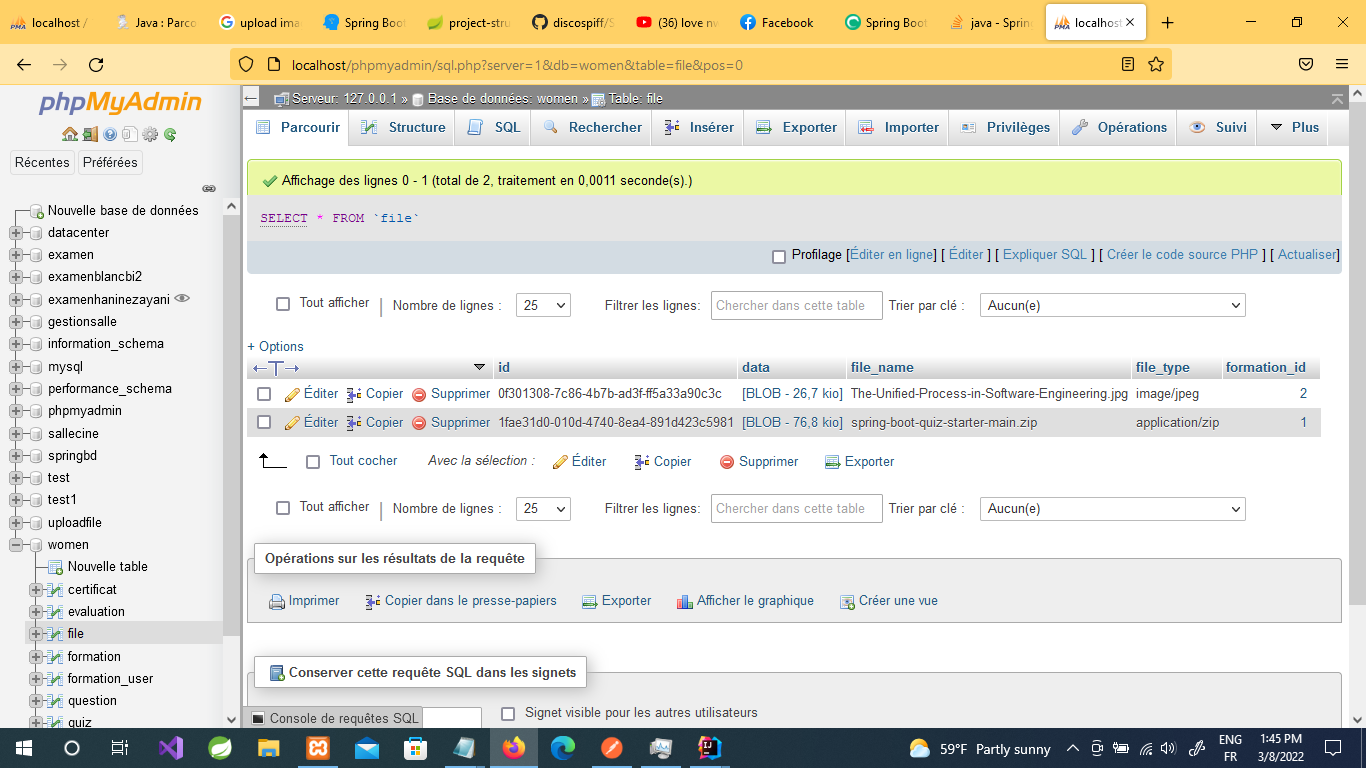 localhost /
Java : Parco
upload ima
Spring Boot
project-stru
discospiff/S
(36) love nw
Facebook
Spring Boot
java - Sprin
localhost
localhost/phpmyadmin/sql.php?server=1&db=women&table=file&pos=0
phpMyAdmin
Récentes
Préférées
Nouvelle base de données
datacenter
examen
examenblancbi2
examenhaninezayani
gestionsalle
information_schema
mysql
performance_schema
phpmyadmin
sallecine
springbd
test
test1
uploadfile
women
Nouvelle table
certificat
evaluation
file
formation
formation_user
question
quiz
Serveur: 127.0.0.1 » Base de données: women » Table: file
Parcourir Structure SQL Rechercher Insérer Exporter Importer Privilèges Opérations Suivi Plus
Affichage des lignes 0 - 1 (total de 2, traitement en 0,0011 seconde(s).)
SELECT * FROM `file`
Profilage [Éditer en ligne] [ Éditer ] [ Expliquer SQL ] [ Créer le code source PHP ] [ Actualiser]
Tout afficher | Nombre de lignes : 25 Filtrer les lignes: Chercher dans cette table Trier par clé : Aucun(e)
+ Options
←T→ id data file_name file_type formation_id
Éditer Copier Supprimer 0f301308-7c86-4b7b-ad3f-ff5a33a90c3c [BLOB - 26,7 kio] The-Unified-Process-in-Software-Engineering.jpg image/jpeg 2
Éditer Copier Supprimer 1fae31d0-010d-4740-8ea4-891d423c5981 [BLOB - 76,8 kio] spring-boot-quiz-starter-main.zip application/zip 1
Tout cocher Avec la sélection : Éditer Copier Supprimer Exporter
Tout afficher | Nombre de lignes : 25 Filtrer les lignes: Chercher dans cette table Trier par clé : Aucun(e)
Opérations sur les résultats de la requête
Imprimer Copier dans le presse-papiers Exporter Afficher le graphique Créer une vue
Conserver cette requête SQL dans les signets
Console de requêtes SQL
Signet visible pour les autres utilisateurs
59°F Partly sunny
ENG
FR
1:45 PM
3/8/2022